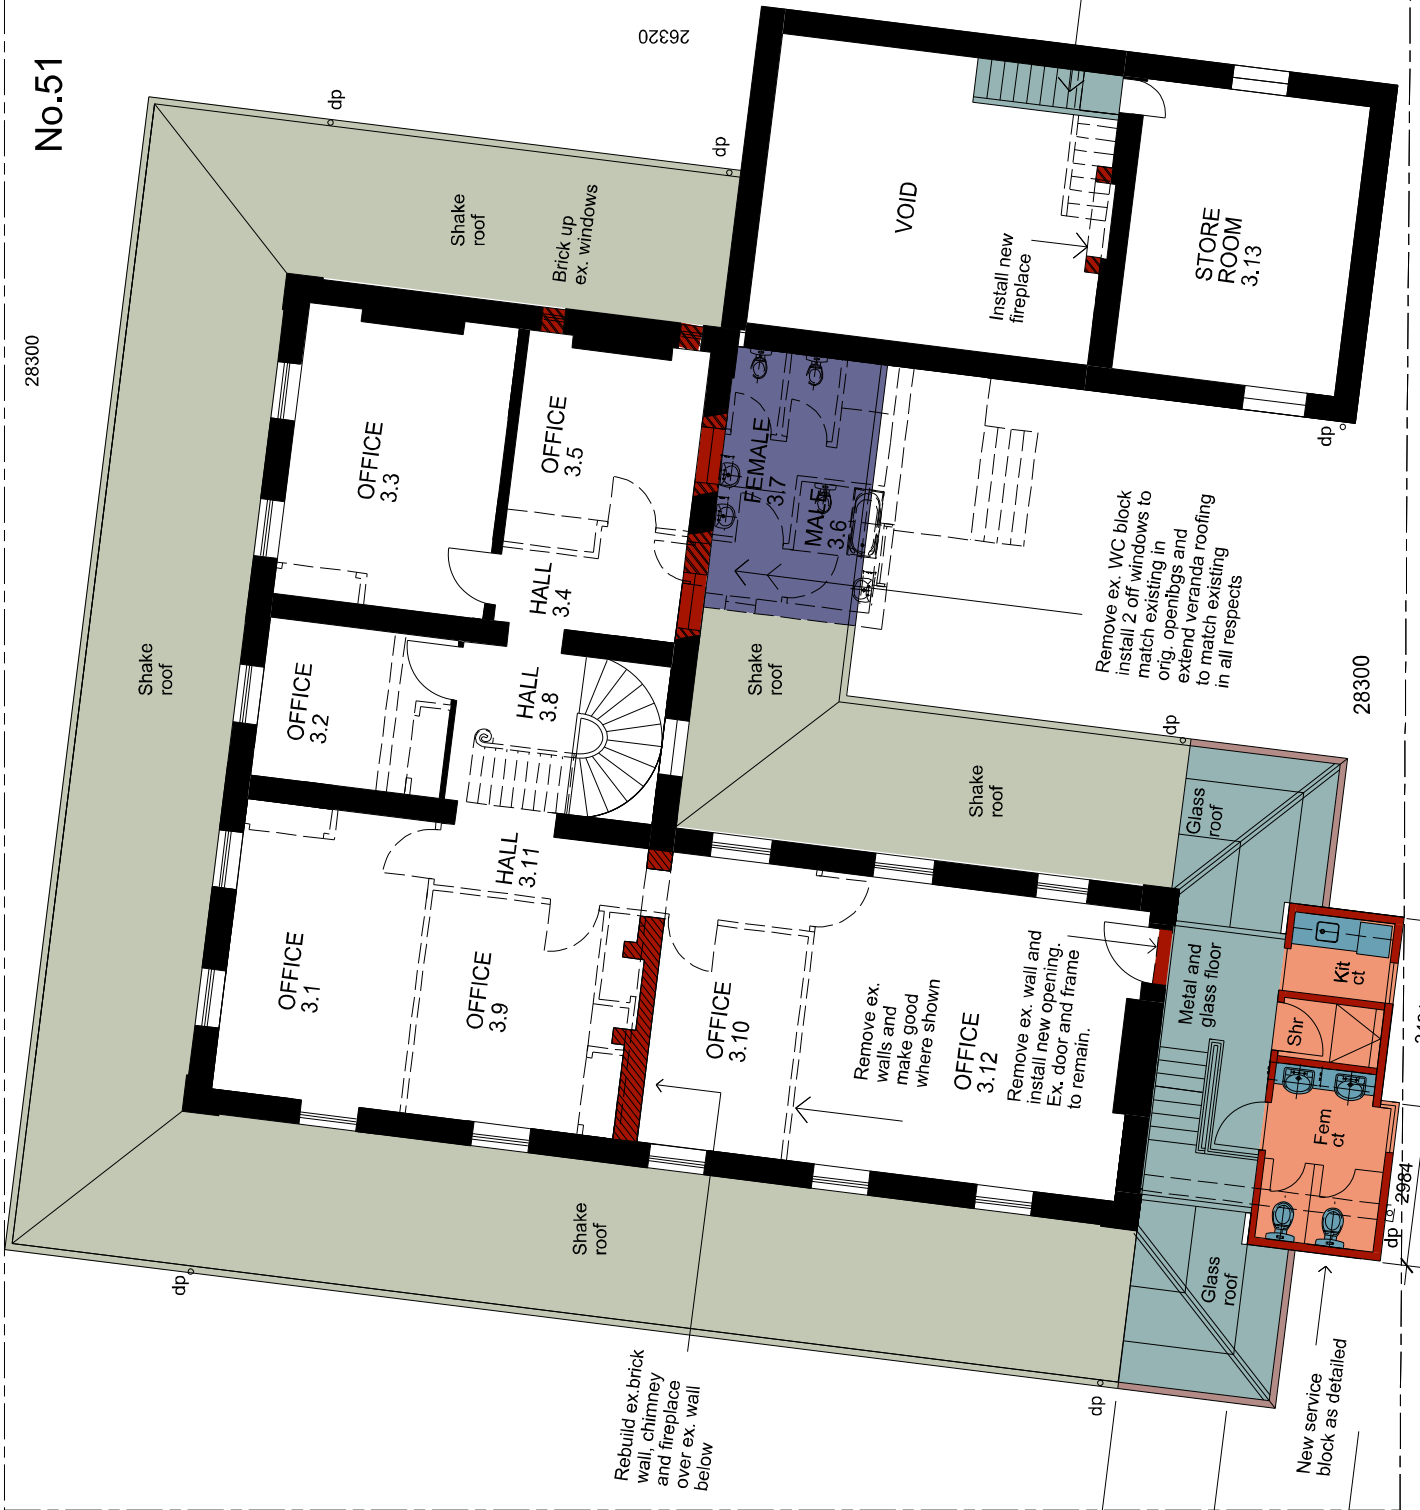 No.51
26320
28300
dp
dp
Shake
roof
Brick up
ex. windows
VOID
Install new
fireplace
STORE
ROOM
3.13
OFFICE
3.3
OFFICE
3.5
FEMALE
3.7
MALE
3.6
HALL
3.4
dp
Remove ex. WC block
install 2 off windows to
match existing in
orig. openibgs and
extend veranda roofing
to match existing
in all respects
28300
Shake
roof
OFFICE
3.2
HALL
3.8
Shake
roof
dp
Shake
roof
Glass
roof
HALL
3.11
OFFICE
3.1
OFFICE
3.9
OFFICE
3.10
Remove ex.
walls and
make good
where shown
OFFICE
3.12
Remove ex. wall and
install new opening.
Ex. door and frame
to remain.
Metal and
glass floor
Kit
ct
Shr
Fem
ct
2984
dp
Shake
roof
Glass
roof
dp
dp
Rebuild ex.brick
wall, chimney
and fireplace
over ex. wall
below
New service
block as detailed